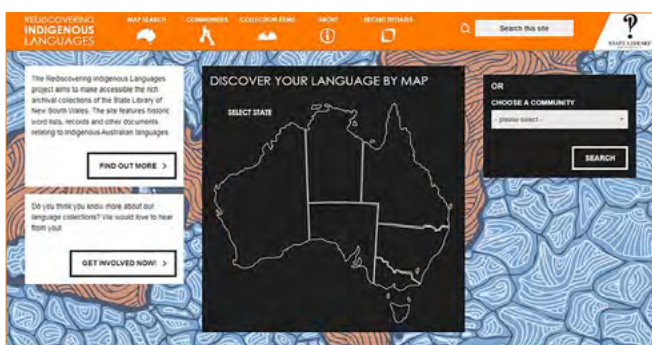 REDISCOVERING
INDIGENOUS
LANGUAGES
MAP SEARCH
COMMUNITIES
COLLECTION ITEMS
ABOUT
RECENT UPDATES
Search this site
STATE LIBRARY
The Rediscovering Indigenous Languages
project aims to make accessible the rich
archival collections of the State Library of
New South Wales. The site features historic
word lists, records and other documents
relating to Indigenous Australian languages.
FIND OUT MORE >
Do you think you know more about our
language collections? We would love to hear
from you!
GET INVOLVED NOW! >
DISCOVER YOUR LANGUAGE BY MAP
SELECT STATE
OR
CHOOSE A COMMUNITY
- please select -
SEARCH